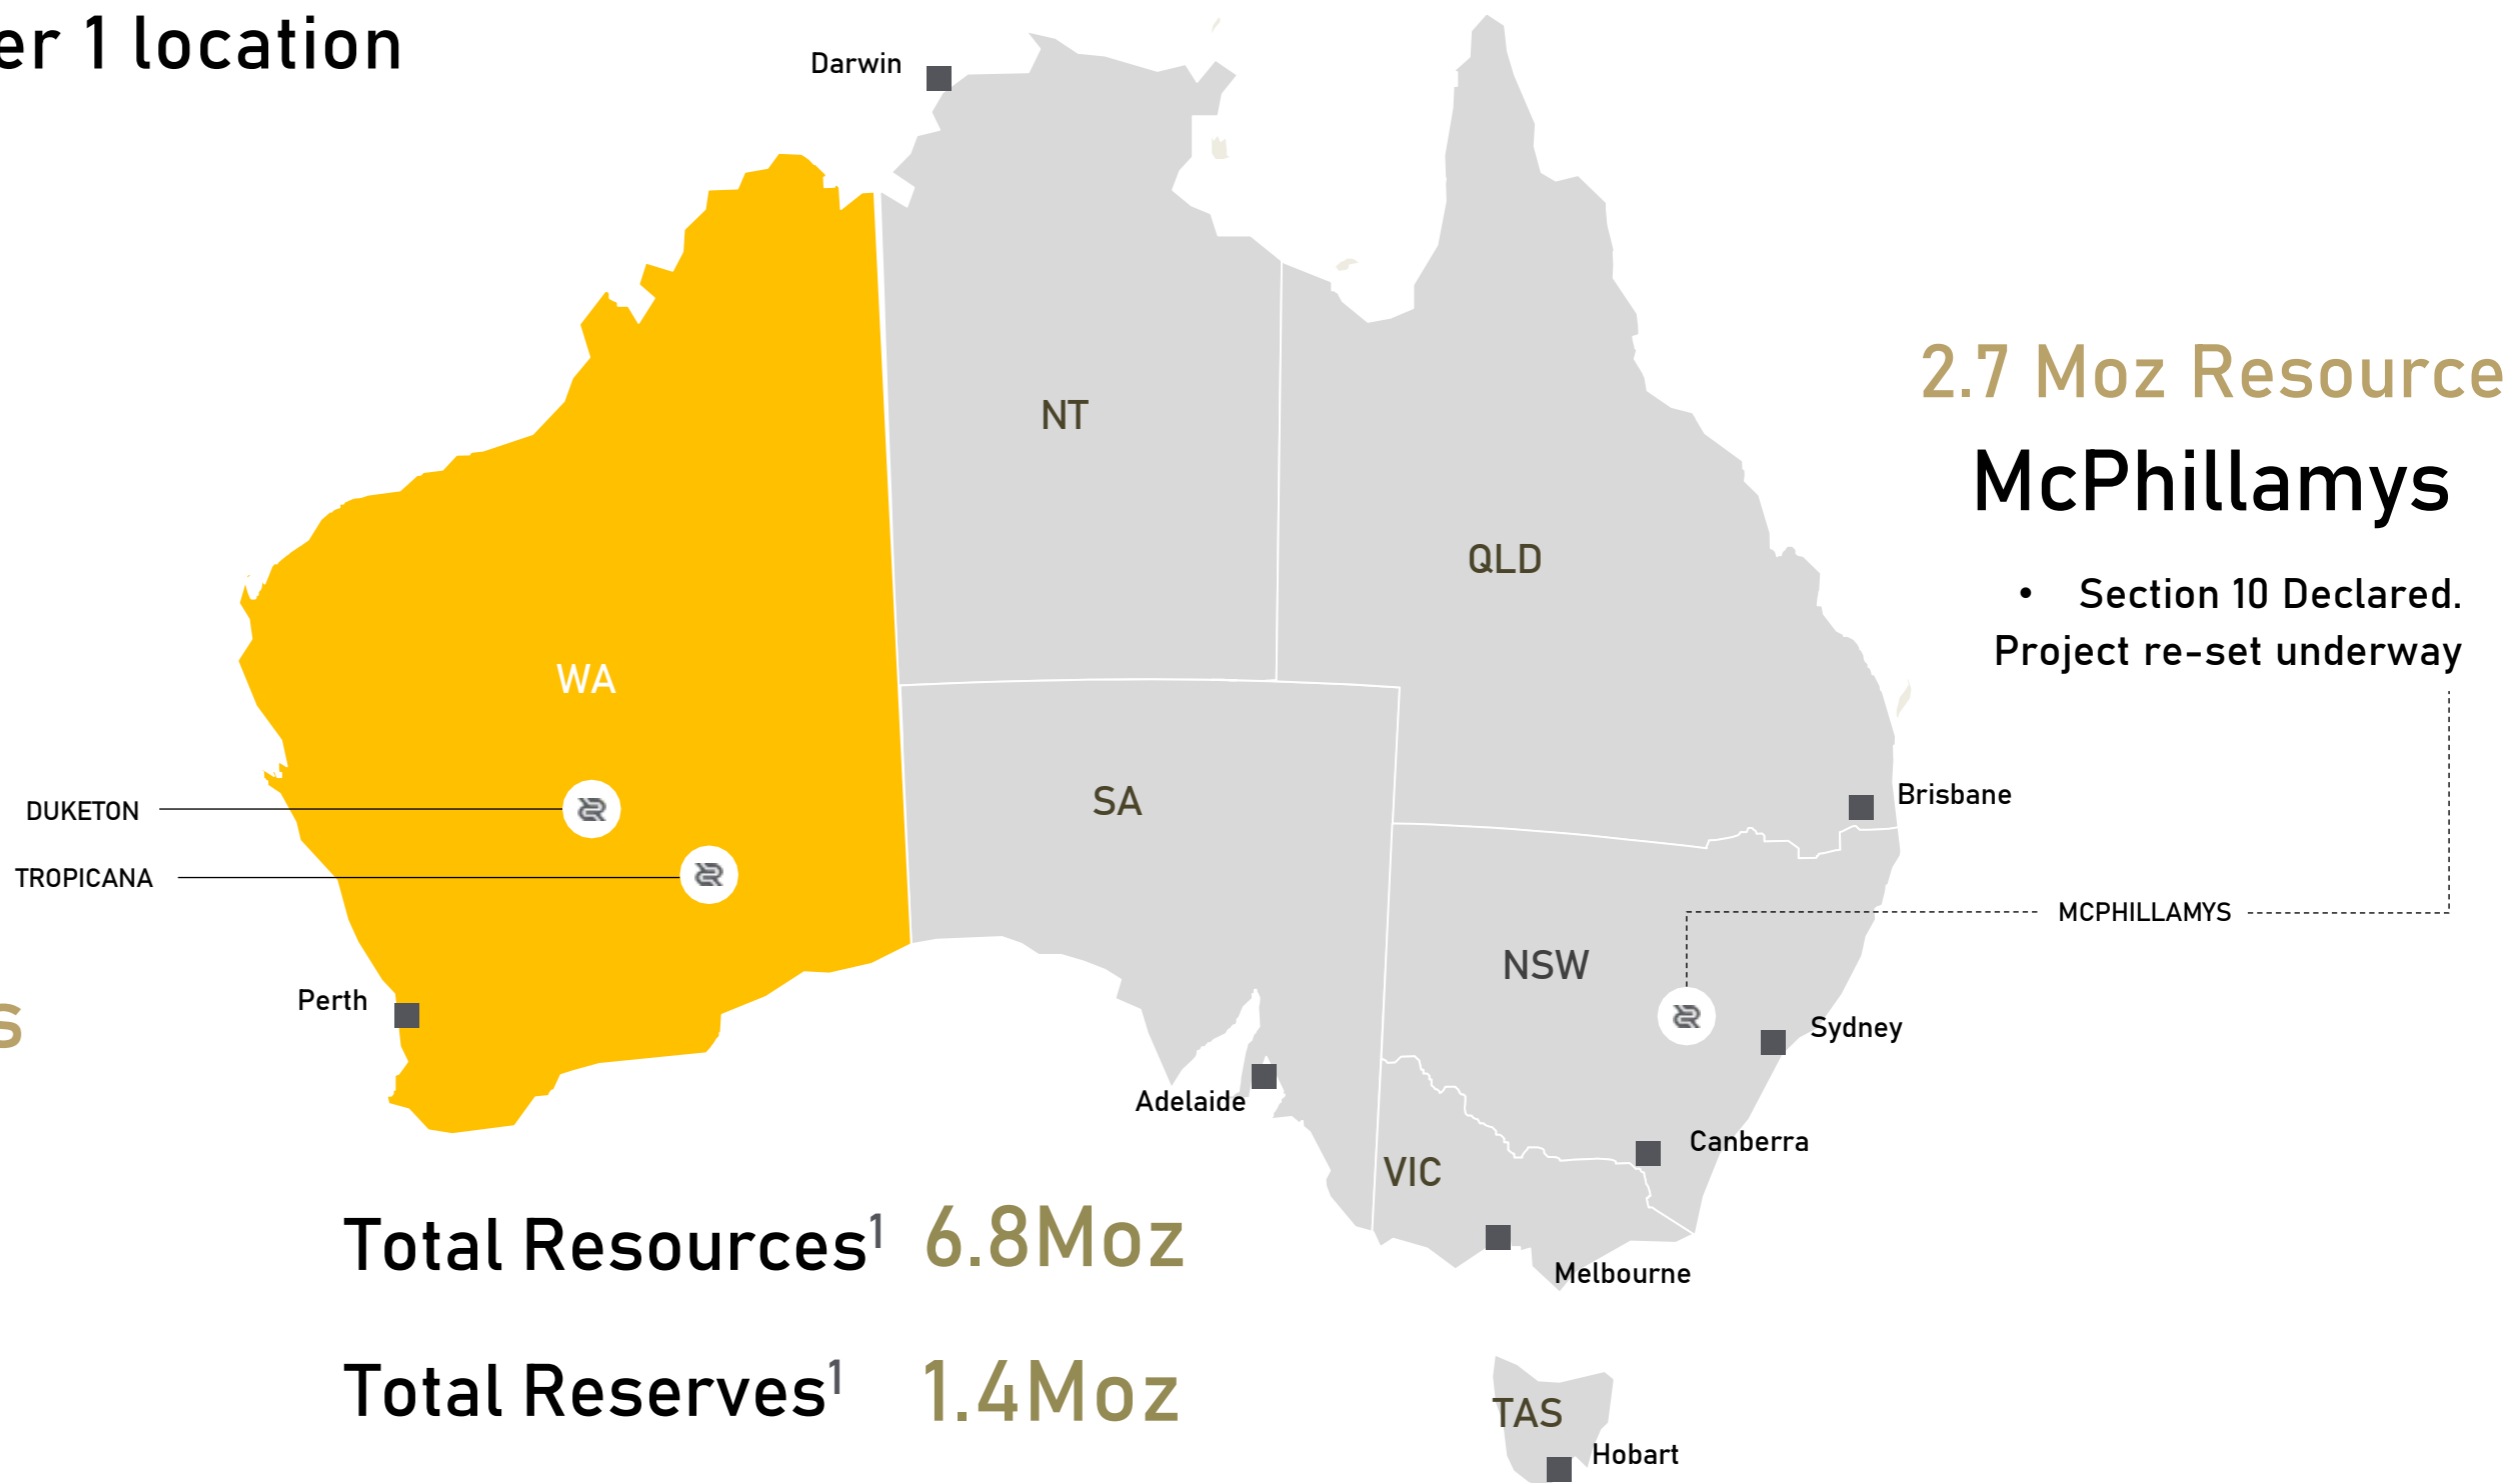 er 1 location
Darwin
2.7 Moz Resource
McPhillamys
• Section 10 Declared.
Project re-set underway
NT
QLD
WA
SA
NSW
VIC
TAS
DUKETON
TROPICANA
MCPHILLAMYS
Brisbane
Perth
s
Sydney
Adelaide
Canberra
Melbourne
Hobart
Total Resources¹ 6.8Moz
Total Reserves¹ 1.4Moz